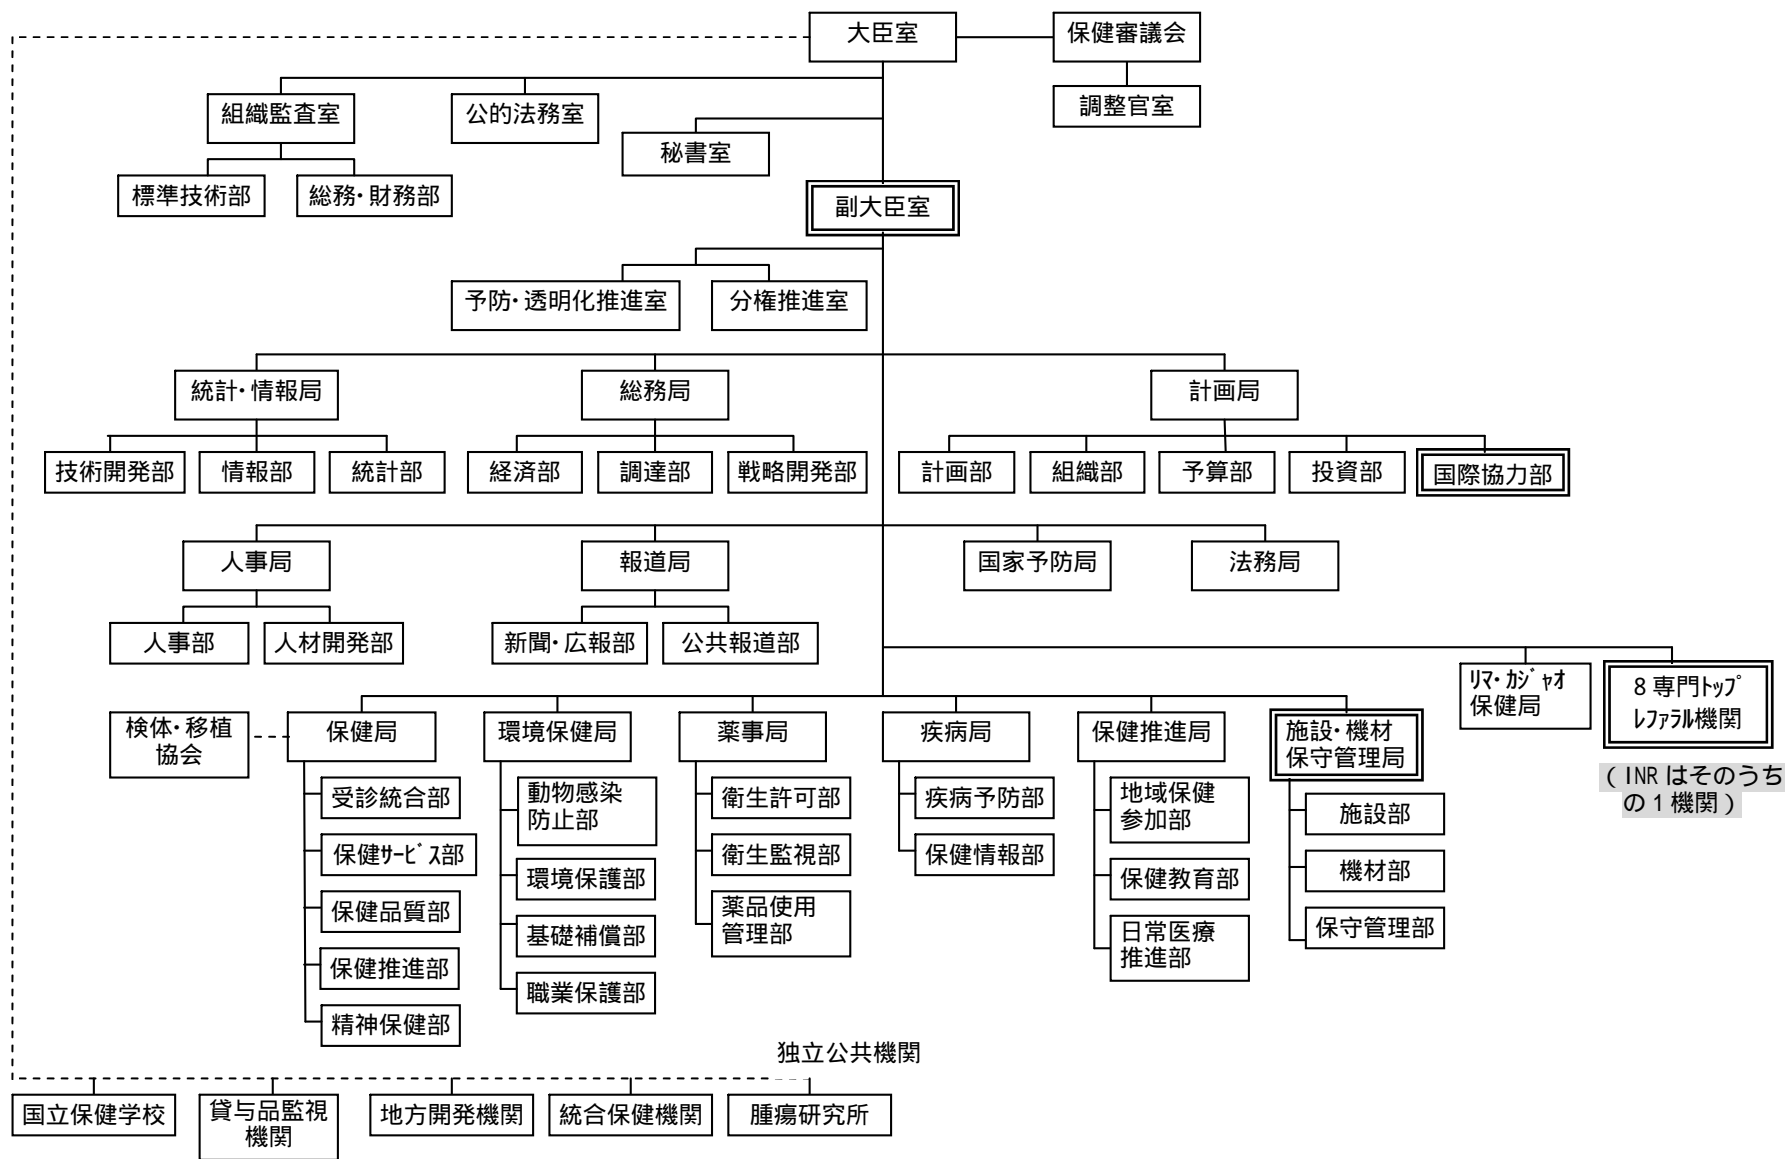 大臣室
保健審議会
調整官室
組織監査室
公的法務室
秘書室
標準技術部
総務・財務部
副大臣室
予防・透明化推進室
分権推進室
統計・情報局
総務局
計画局
技術開発部
情報部
統計部
経済部
調達部
戦略開発部
計画部
組織部
予算部
投資部
国際協力部
人事局
報道局
国家予防局
法務局
人事部
人材開発部
新聞・広報部
公共報道部
ﾘﾏ・ｶｼﾞｬｵ
保健局
8 専門ﾄｯﾌﾟ
ﾚﾌｧﾗﾙ機関
（INR はそのうち
の 1 機関）
検体・移植
協会
保健局
環境保健局
薬事局
疾病局
保健推進局
施設・機材
保守管理局
受診統合部
保健ｻｰﾋﾞｽ部
保健品質部
保健推進部
精神保健部
動物感染
防止部
環境保護部
基礎補償部
職業保護部
衛生許可部
衛生監視部
薬品使用
管理部
疾病予防部
保健情報部
地域保健
参加部
保健教育部
日常医療
推進部
施設部
機材部
保守管理部
独立公共機関
国立保健学校
貸与品監視
機関
地方開発機関
統合保健機関
腫瘍研究所